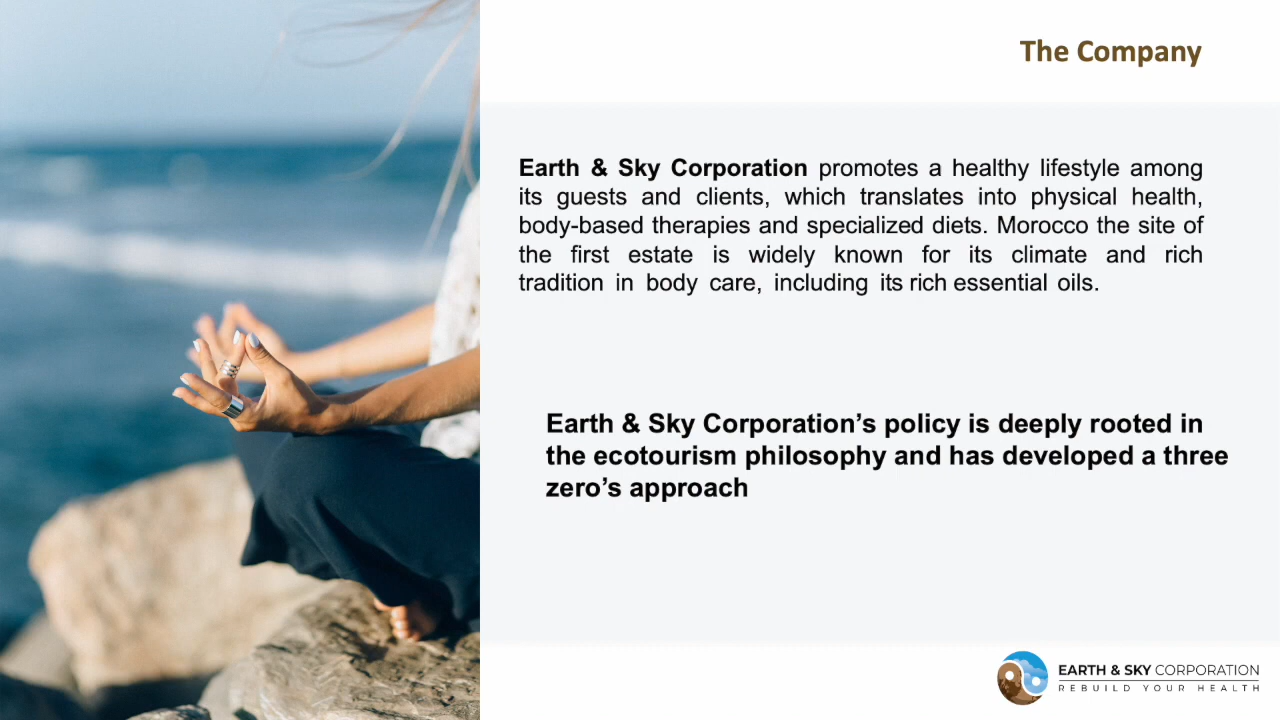 The Company
Earth & Sky Corporation promotes a healthy lifestyle among
its guests and clients, which translates into physical health,
body-based therapies and specialized diets. Morocco the site of
the first estate is widely known for its climate and rich
tradition in body care, including its rich essential oils.
Earth & Sky Corporation’s policy is deeply rooted in
the ecotourism philosophy and has developed a three
zero’s approach
EARTH & SKY CORPORATION
REBUILD YOUR HEALTH